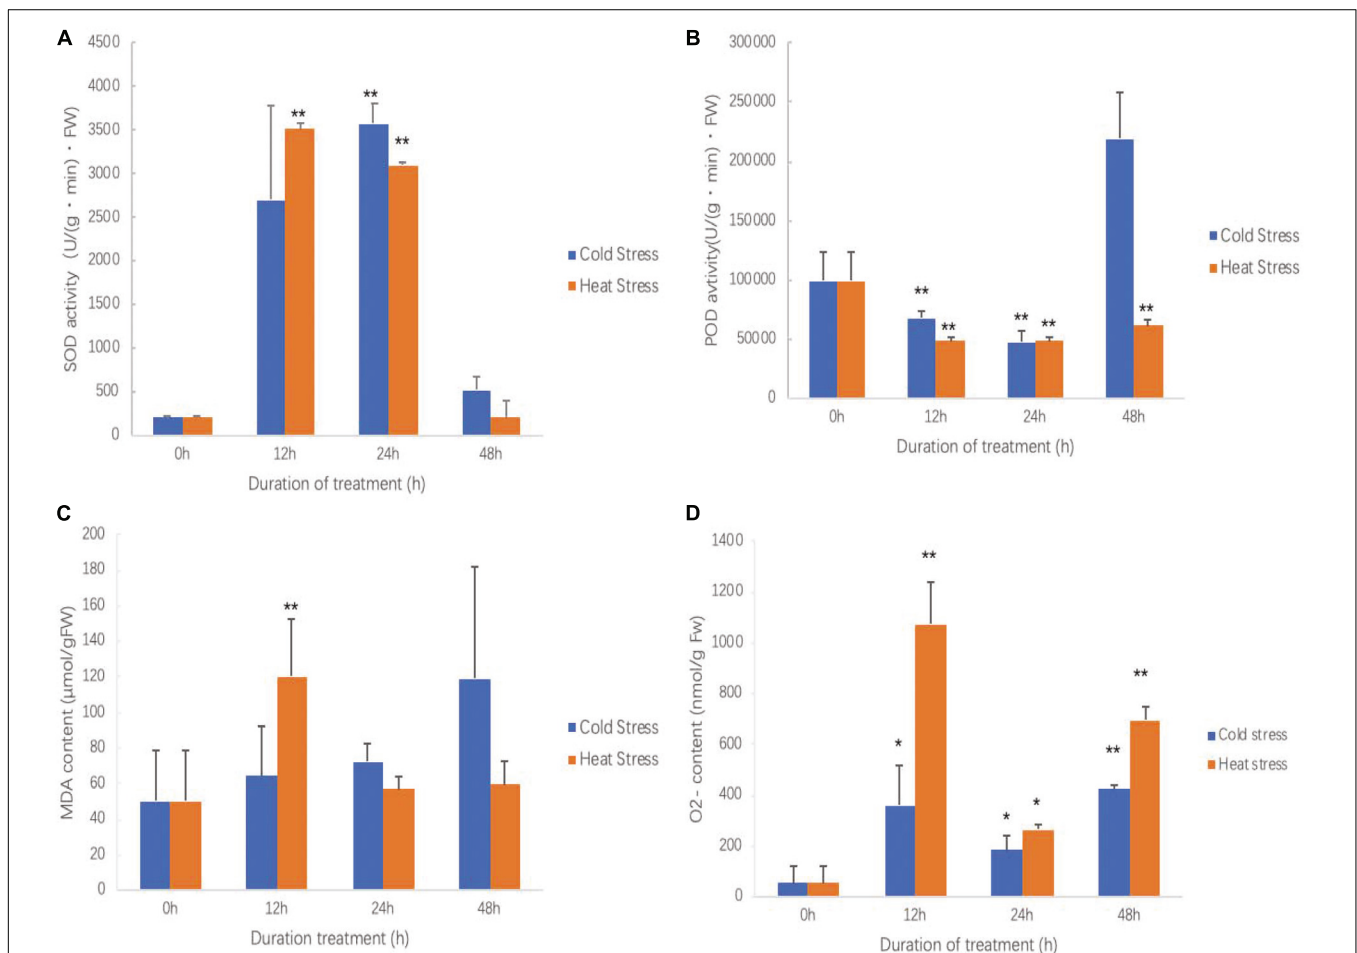 A
4500
4000
3500
3000
2500
2000
1500
1000
500
0
SOD activity (U/(g・min)・FW)
**
**
**
0h 12h 24h 48h
Duration of treatment (h)
Cold Stress
Heat Stress
B
300000
250000
200000
150000
100000
50000
0
POD avtivity(U/(g・min)・FW)
**
**
**
**
**
0h 12h 24h 48h
Duration of treatment (h)
Cold Stress
Heat Stress
C
200
180
160
140
120
100
80
60
40
20
0
MDA content (µmol/gFW)
**
0h 12h 24h 48h
Duration treatment (h)
Cold Stress
Heat Stress
D
1400
1200
1000
800
600
400
200
0
O2- content (nmol/g Fw)
*
**
*
*
**
**
0h 12h 24h 48h
Duration of treatment (h)
Cold stress
Heat stress